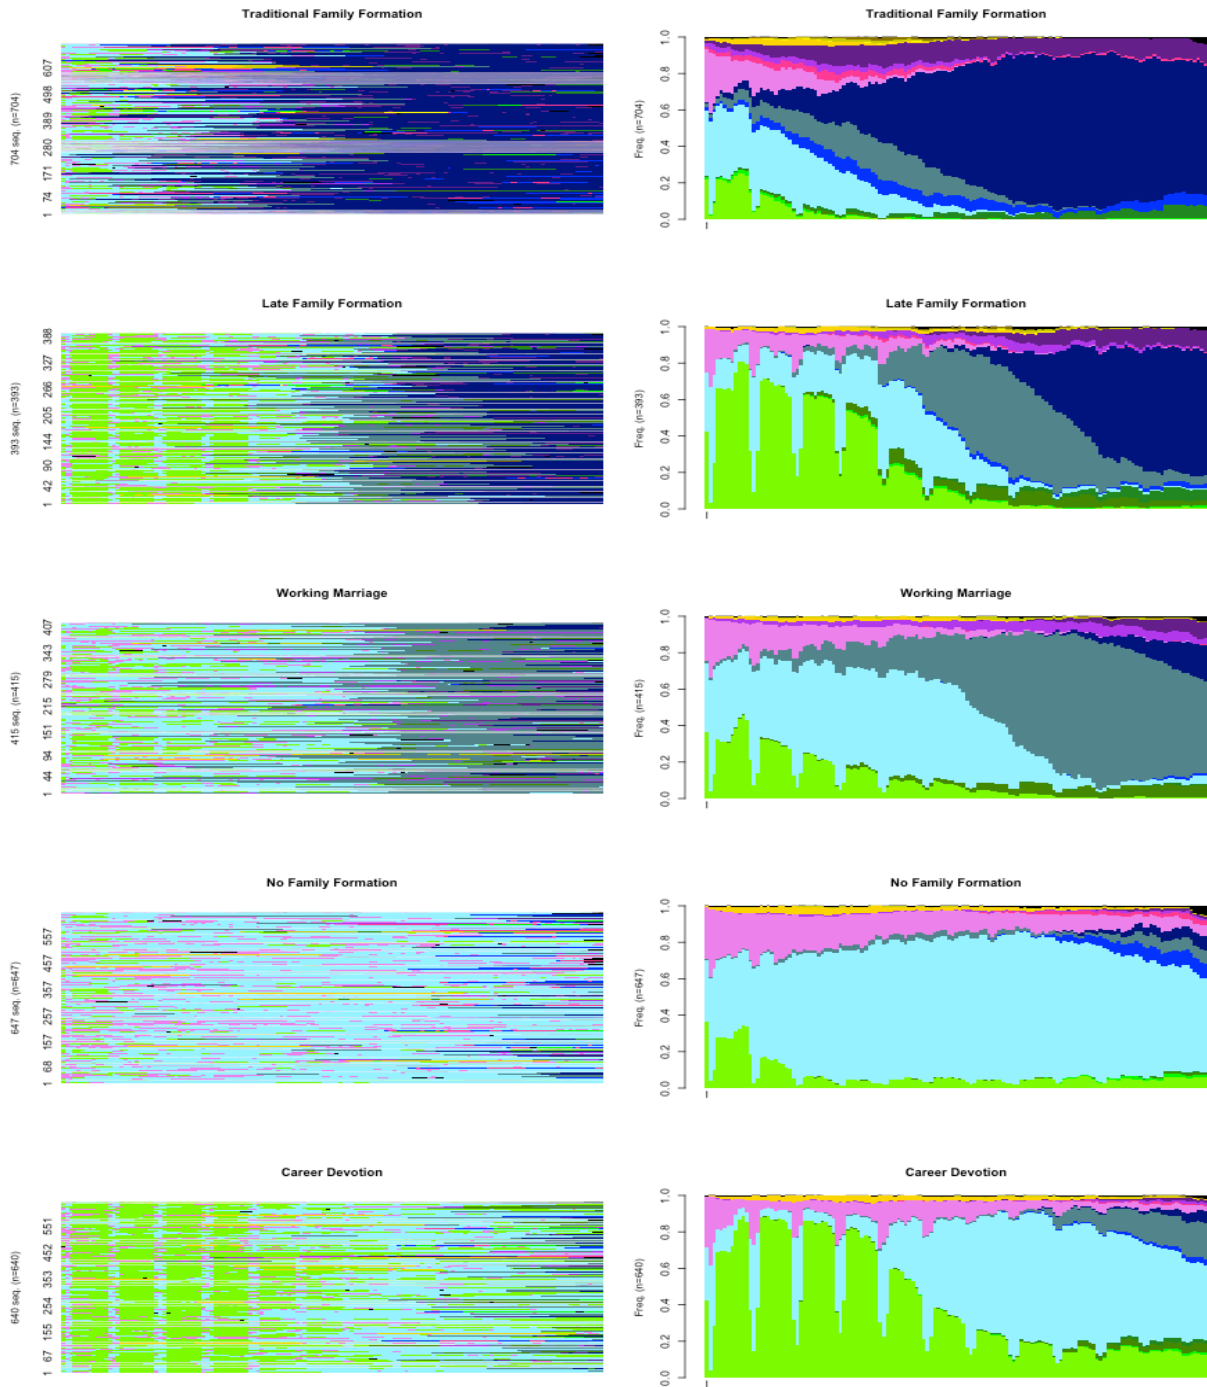 Traditional Family Formation
Traditional Family Formation
704 seq. (n=704)
1 74 171 280 389 498 607
Freq. (n=704)
0.0 0.2 0.4 0.6 0.8 1.0
Late Family Formation
Late Family Formation
393 seq. (n=393)
1 42 90 144 205 266 327 388
Freq. (n=393)
0.0 0.2 0.4 0.6 0.8 1.0
Working Marriage
Working Marriage
415 seq. (n=415)
1 44 94 151 215 279 343 407
Freq. (n=415)
0.0 0.2 0.4 0.6 0.8 1.0
No Family Formation
No Family Formation
647 seq. (n=647)
1 68 157 257 357 457 557
Freq. (n=647)
0.0 0.2 0.4 0.6 0.8 1.0
Career Devotion
Career Devotion
640 seq. (n=640)
1 67 155 254 353 452 551
Freq. (n=640)
0.0 0.2 0.4 0.6 0.8 1.0